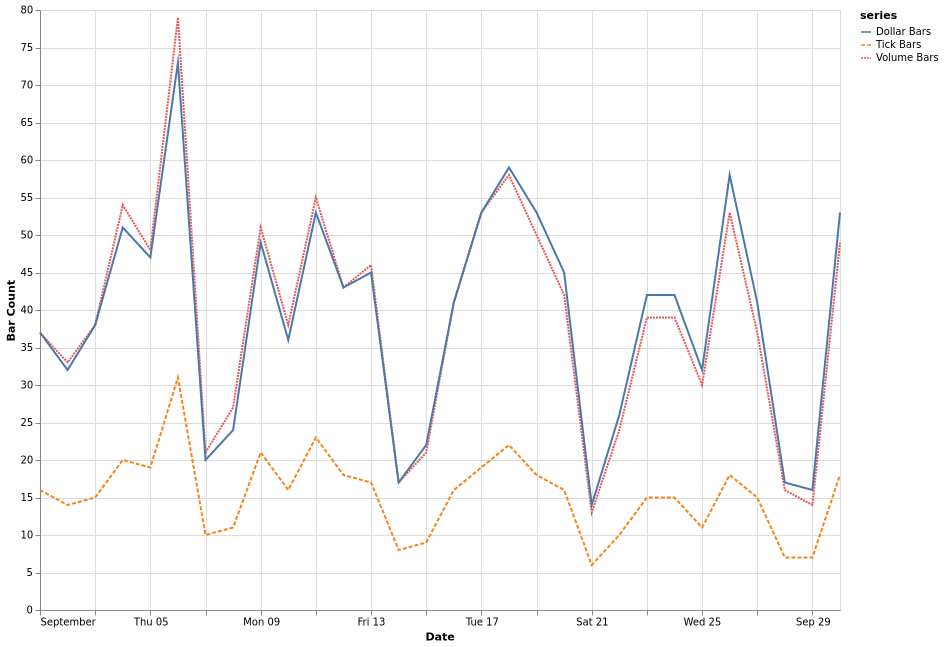 80
75
70
65
60
55
50
45
40
35
30
25
20
15
10
5
0
Bar Count
September Thu 05 Mon 09 Fri 13 Tue 17 Sat 21 Wed 25 Sep 29
Date
series
Dollar Bars
Tick Bars
Volume Bars